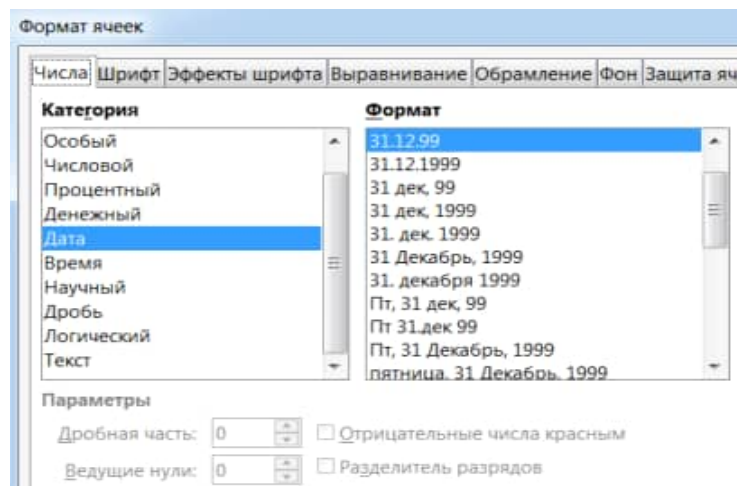 Формат ячеек
Числа Шрифт Эффекты шрифта Выравнивание Обрамление Фон Защита яч
Категория
Формат
Особый
Числовой
Процентный
Денежный
Дата
Время
Научный
Дробь
Логический
Текст
31.12.99
31.12.1999
31 дек, 99
31 дек, 1999
31. дек. 1999
31 Декабрь, 1999
31. декабря 1999
Пт, 31 дек, 99
Пт 31.дек 99
Пт, 31 Декабрь, 1999
пятница, 31 Декабрь, 1999
Параметры
Дробная часть: 0
Отрицательные числа красным
Ведущие нули: 0
Разделитель разрядов